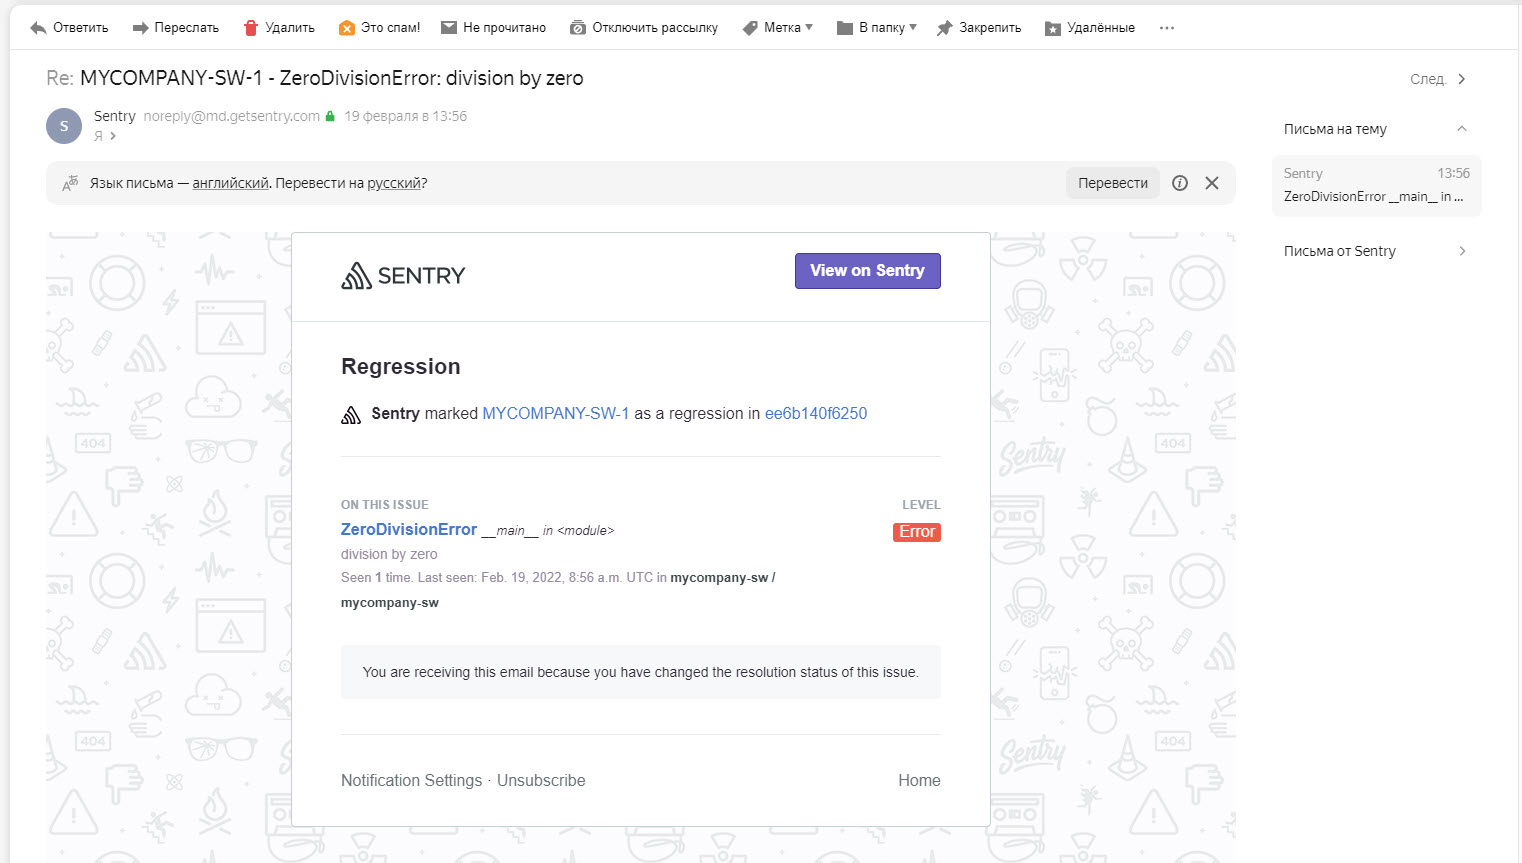 Ответить Переслать Удалить Это спам! Не прочитано Отключить рассылку Метка В папку Закрепить Удалённые ...
Re: MYCOMPANY-SW-1 - ZeroDivisionError: division by zero
След.
S
Sentry noreply@md.getsentry.com 19 февраля в 13:56
Я
Язык письма — английский. Перевести на русский?
Перевести
Письма на тему
Sentry 13:56
ZeroDivisionError __main__ in ...
Письма от Sentry
SENTRY
View on Sentry
Regression
Sentry marked MYCOMPANY-SW-1 as a regression in ee6b140f6250
ON THIS ISSUE
LEVEL
ZeroDivisionError __main__ in <module>
Error
division by zero
Seen 1 time. Last seen: Feb. 19, 2022, 8:56 a.m. UTC in mycompany-sw /
mycompany-sw
You are receiving this email because you have changed the resolution status of this issue.
Notification Settings · Unsubscribe
Home
404
404
Sentry
404
404
Sentry